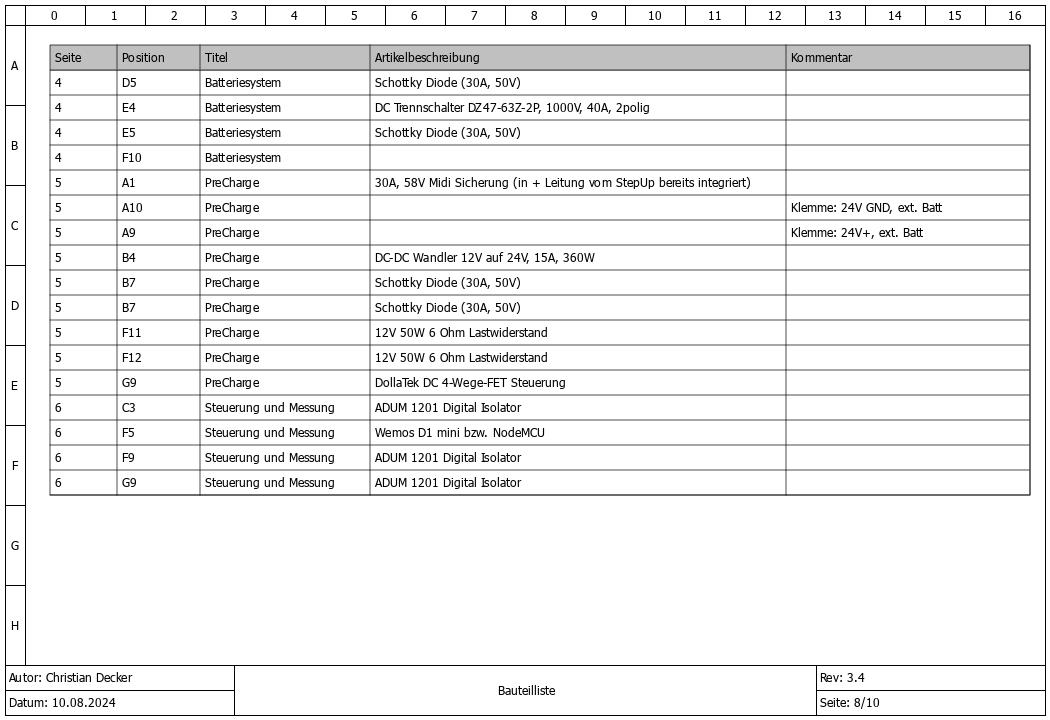 0 1 2 3 4 5 6 7 8 9 10 11 12 13 14 15 16
A
B
C
D
E
F
G
H
Seite Position Titel Artikelbeschreibung Kommentar
4 D5 Batteriesystem Schottky Diode (30A, 50V)
4 E4 Batteriesystem DC Trennschalter DZ47-63Z-2P, 1000V, 40A, 2polig
4 E5 Batteriesystem Schottky Diode (30A, 50V)
4 F10 Batteriesystem
5 A1 PreCharge 30A, 58V Midi Sicherung (in + Leitung vom StepUp bereits integriert)
5 A10 PreCharge Klemme: 24V GND, ext. Batt
5 A9 PreCharge Klemme: 24V+, ext. Batt
5 B4 PreCharge DC-DC Wandler 12V auf 24V, 15A, 360W
5 B7 PreCharge Schottky Diode (30A, 50V)
5 B7 PreCharge Schottky Diode (30A, 50V)
5 F11 PreCharge 12V 50W 6 Ohm Lastwiderstand
5 F12 PreCharge 12V 50W 6 Ohm Lastwiderstand
5 G9 PreCharge DollaTek DC 4-Wege-FET Steuerung
6 C3 Steuerung und Messung ADUM 1201 Digital Isolator
6 F5 Steuerung und Messung Wemos D1 mini bzw. NodeMCU
6 F9 Steuerung und Messung ADUM 1201 Digital Isolator
6 G9 Steuerung und Messung ADUM 1201 Digital Isolator
Autor: Christian Decker
Datum: 10.08.2024
Bauteilliste
Rev: 3.4
Seite: 8/10